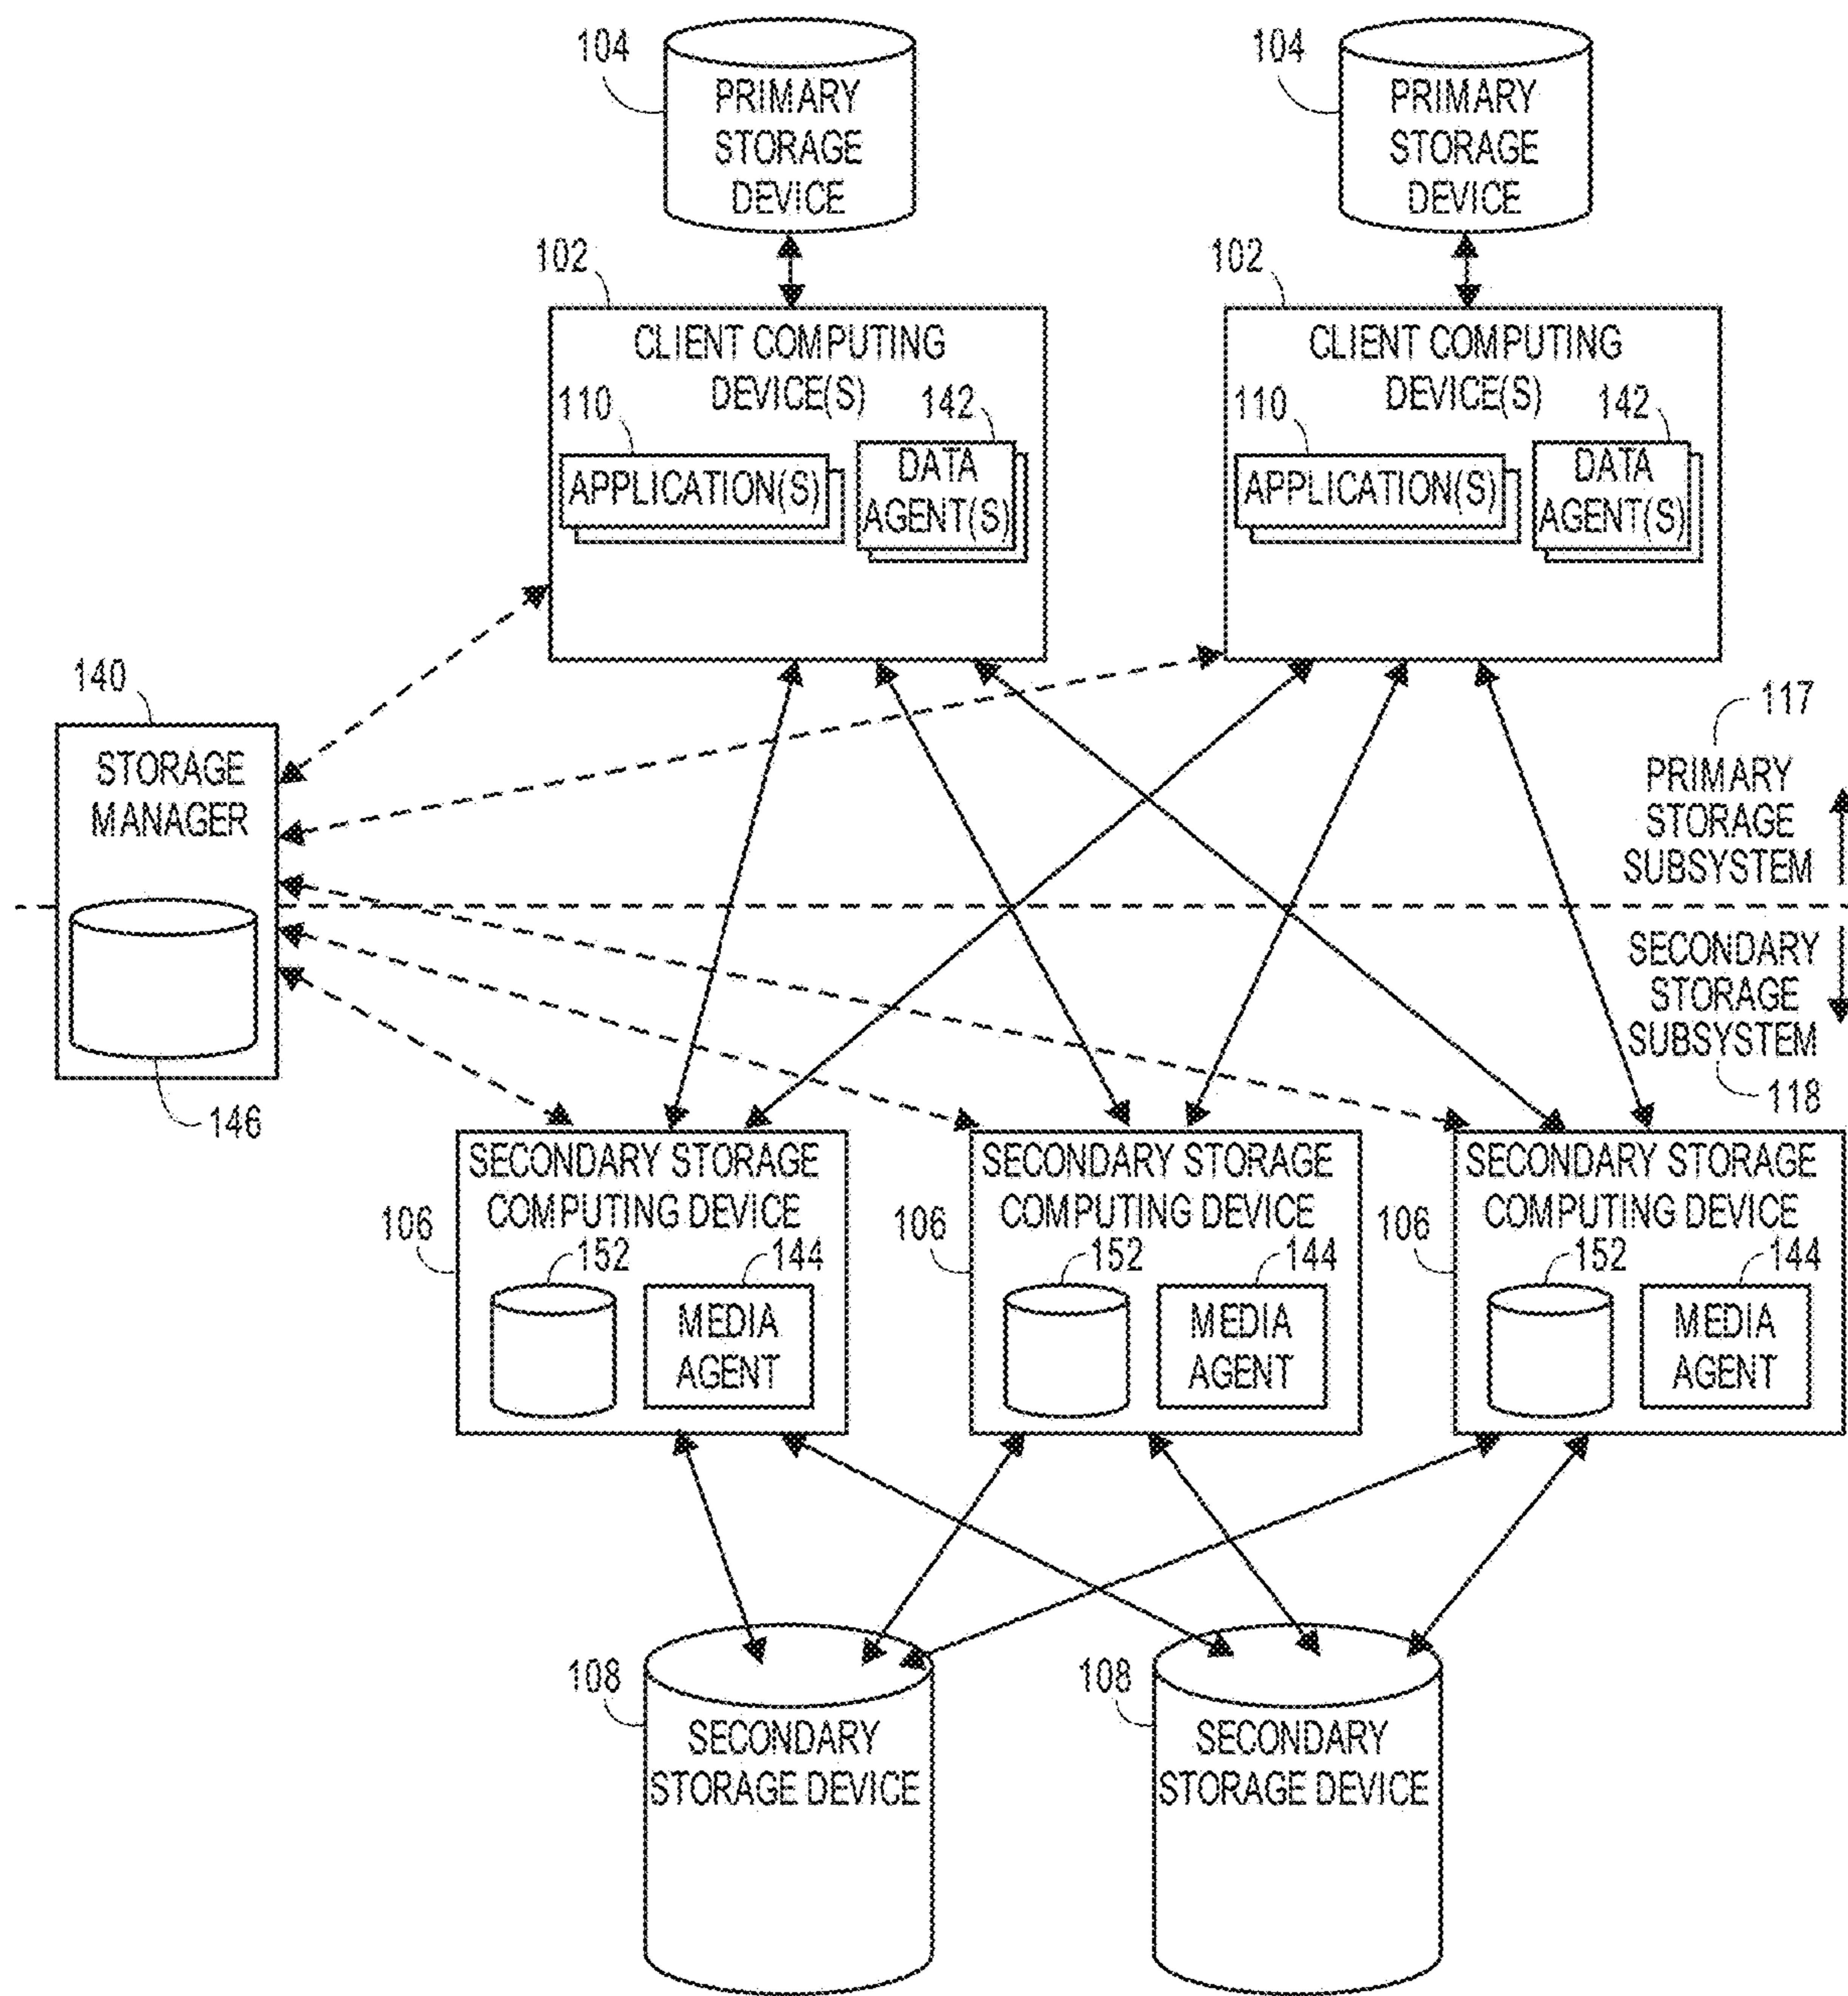 104
PRIMARY
STORAGE
DEVICE
104
PRIMARY
STORAGE
DEVICE
102
CLIENT COMPUTING
DEVICE(S)
110
APPLICATION(S)
142
DATA
AGENT(S)
102
CLIENT COMPUTING
DEVICE(S)
110
APPLICATION(S)
142
DATA
AGENT(S)
140
STORAGE
MANAGER
146
117
PRIMARY
STORAGE
SUBSYSTEM
SECONDARY
STORAGE
SUBSYSTEM
118
106
SECONDARY STORAGE
COMPUTING DEVICE
152
144
MEDIA
AGENT
106
SECONDARY STORAGE
COMPUTING DEVICE
152
144
MEDIA
AGENT
106
SECONDARY STORAGE
COMPUTING DEVICE
152
144
MEDIA
AGENT
108
SECONDARY
STORAGE DEVICE
108
SECONDARY
STORAGE DEVICE